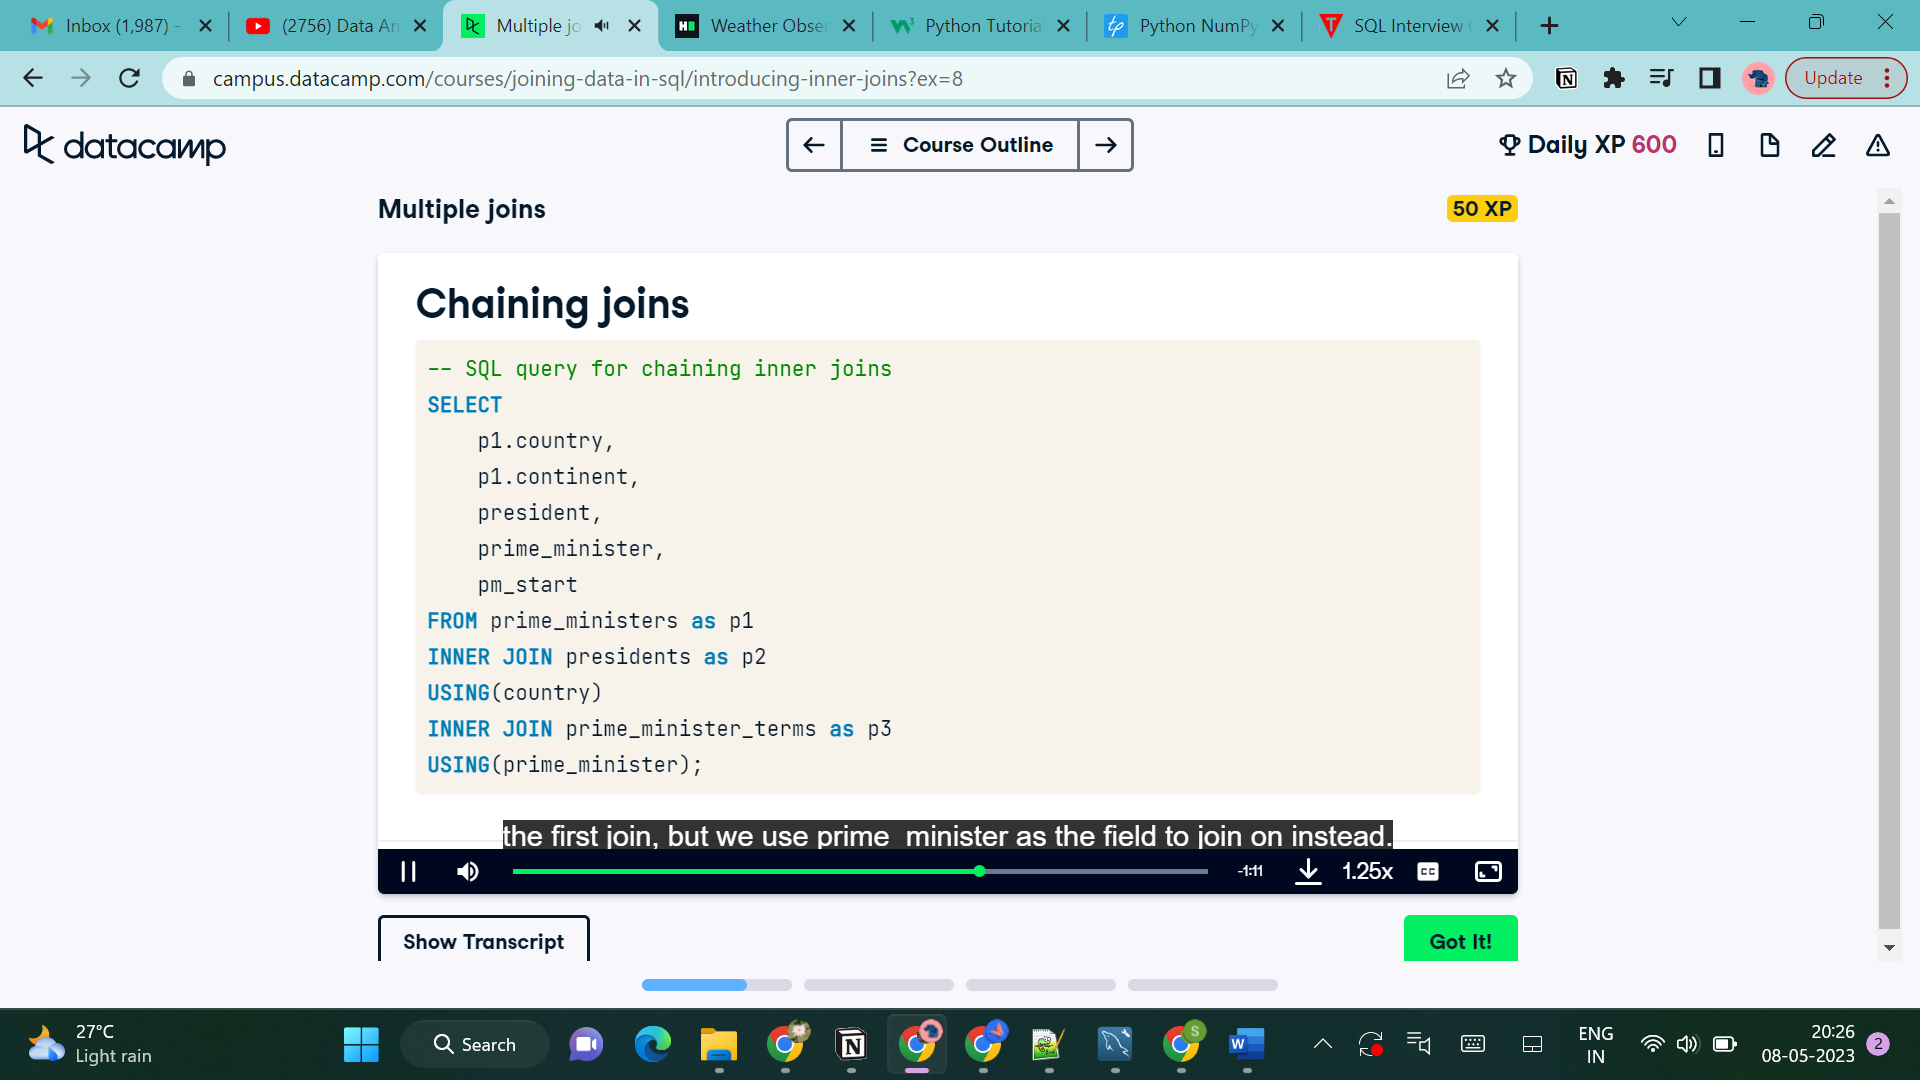 Inbox (1,987) -
(2756) Data An
Multiple jo
Weather Obser
Python Tutoria
Python NumPy
SQL Interview
campus.datacamp.com/courses/joining-data-in-sql/introducing-inner-joins?ex=8
Update
datacamp
Course Outline
Daily XP 600
Multiple joins
50 XP
Chaining joins
-- SQL query for chaining inner joins
SELECT
p1.country,
p1.continent,
president,
prime_minister,
pm_start
FROM prime_ministers as p1
INNER JOIN presidents as p2
USING(country)
INNER JOIN prime_minister_terms as p3
USING(prime_minister);
the first join, but we use prime_minister as the field to join on instead.
-1:11
1.25x
CC
Show Transcript
Got It!
27°C
Light rain
Search
S
W
ENG
IN
20:26
08-05-2023
2